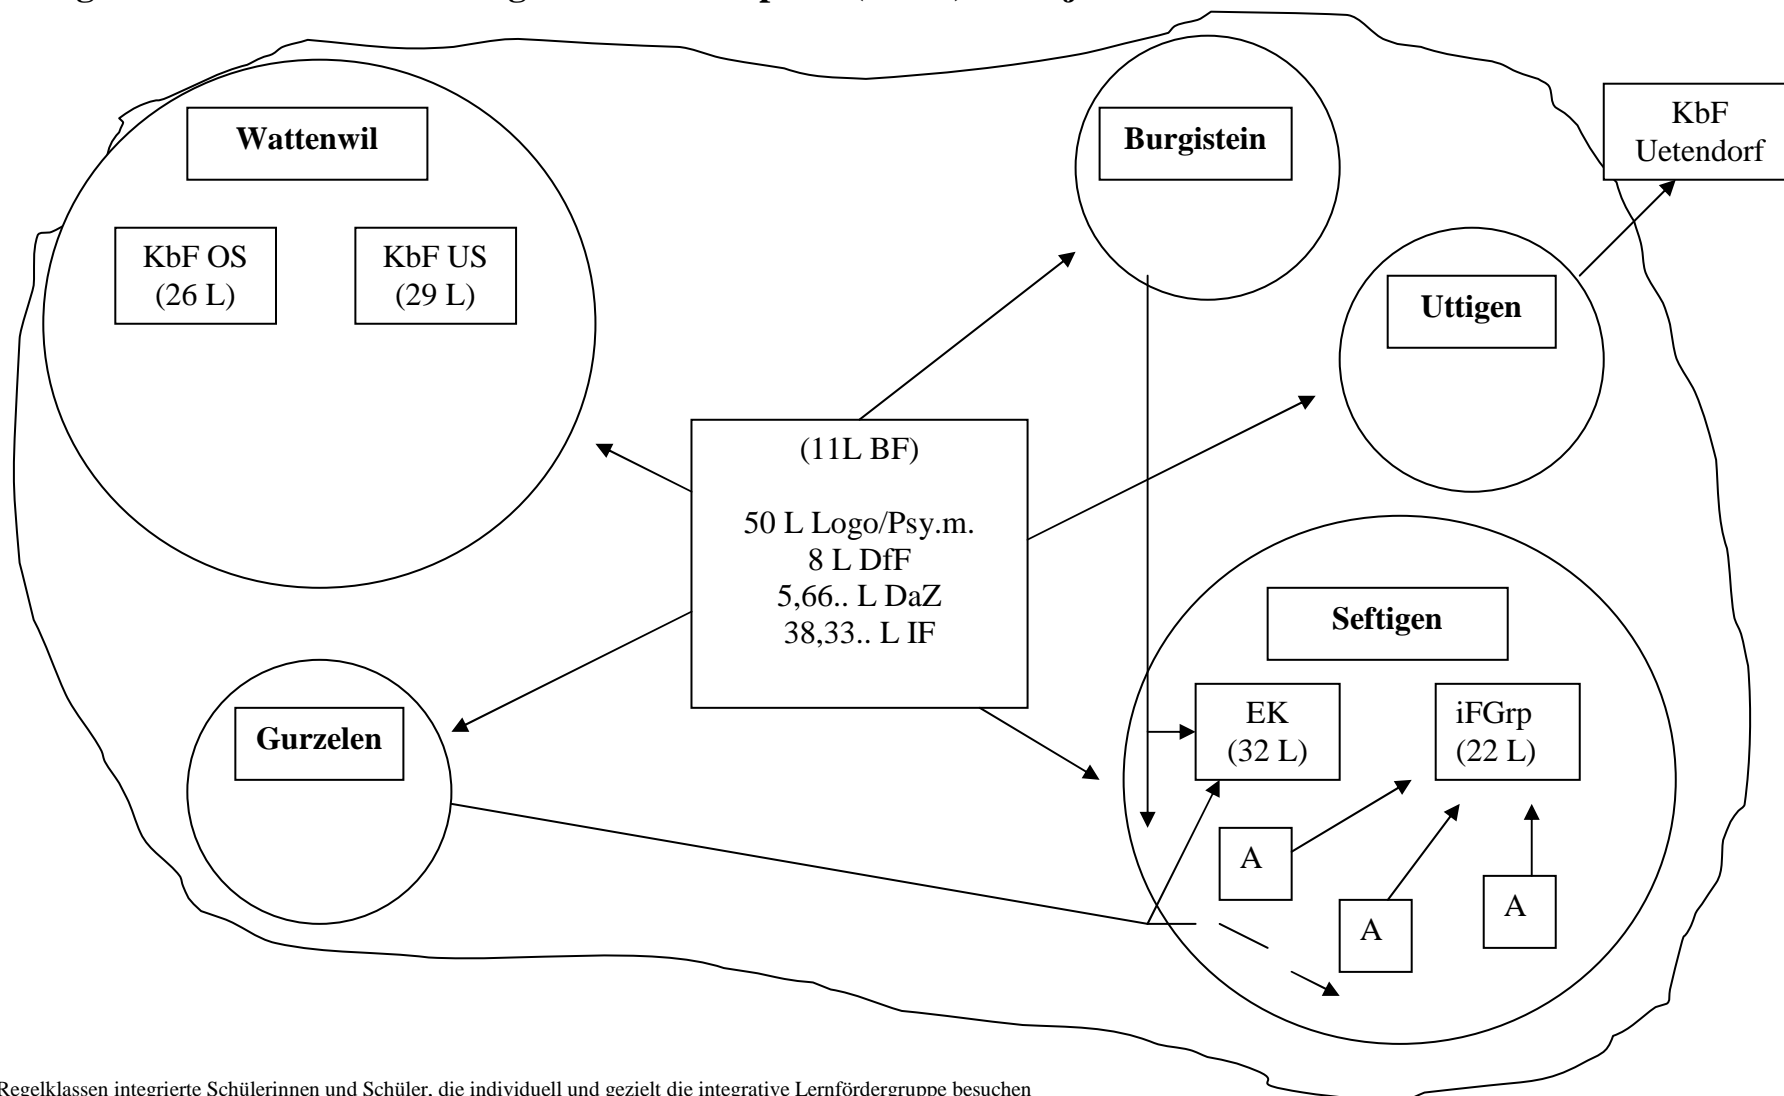 Wattenwil
Burgistein
KbF
Uetendorf
KbF OS
(26 L)
KbF US
(29 L)
Uttigen
(11L BF)
50 L Logo/Psy.m.
8 L DfF
5,66.. L DaZ
38,33.. L IF
Seftigen
Gurzelen
EK
(32 L)
iFGrp
(22 L)
A
A
A
Regelklassen integrierte Schülerinnen und Schüler, die individuell und gezielt die integrative Lernfördergruppe besuchen